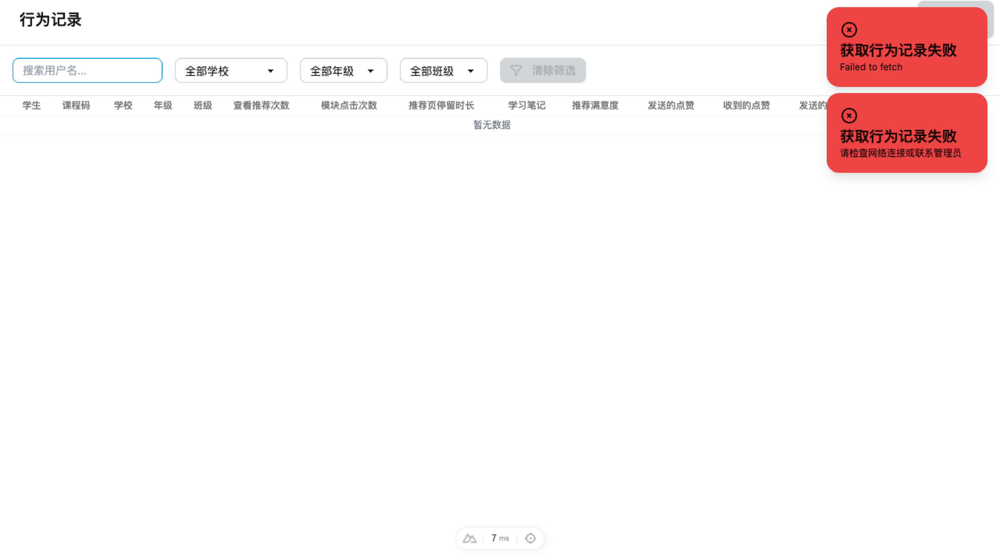 行为记录
搜索用户名...
全部学校
全部年级
全部班级
清除筛选
获取行为记录失败
Failed to fetch
学生 课程码 学校 年级 班级 查看推荐次数 模块点击次数 推荐页停留时长 学习笔记 推荐满意度 发送的点赞 收到的点赞 发送的
暂无数据
获取行为记录失败
请检查网络连接或联系管理员
7 ms